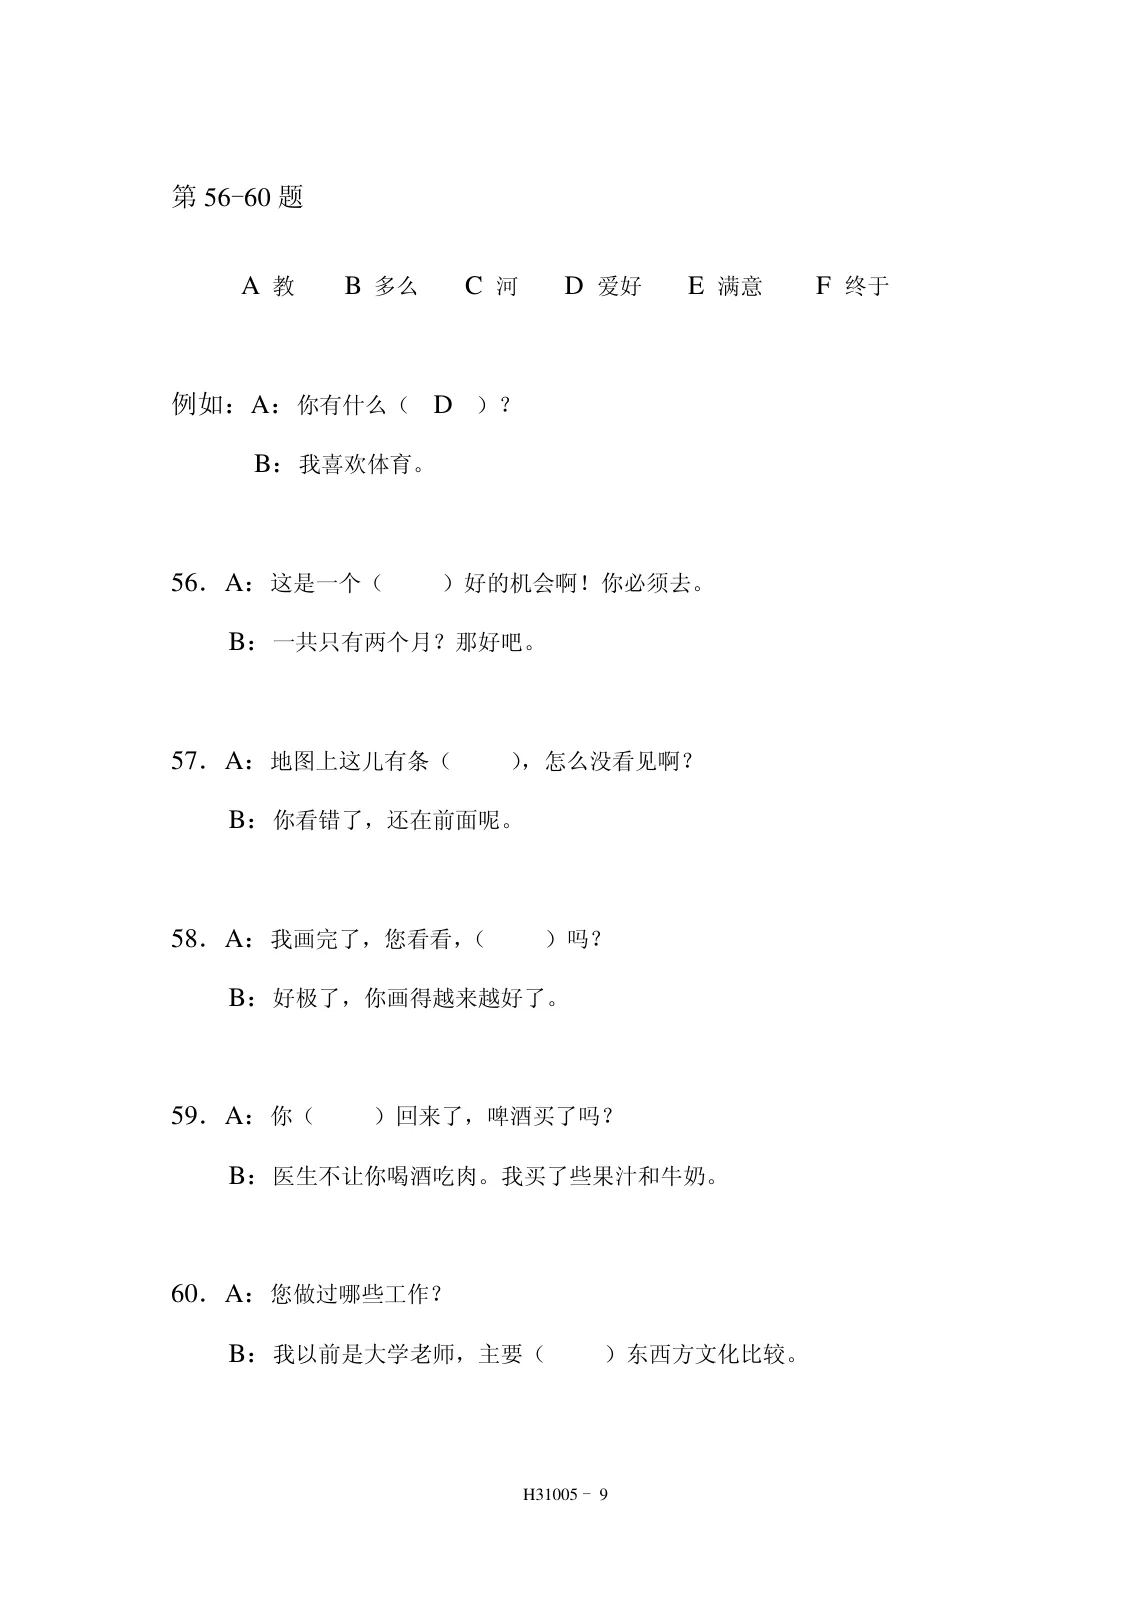 第 56-60 题
A 教 B 多么 C 河 D 爱好 E 满意 F 终于
例如：A：你有什么（ D ）？
B：我喜欢体育。
56．A：这是一个（ ）好的机会啊！你必须去。
B：一共只有两个月？那好吧。
57．A：地图上这儿有条（ ），怎么没看见啊？
B：你看错了，还在前面呢。
58．A：我画完了，您看看，（ ）吗？
B：好极了，你画得越来越好了。
59．A：你（ ）回来了，啤酒买了吗？
B：医生不让你喝酒吃肉。我买了些果汁和牛奶。
60．A：您做过哪些工作？
B：我以前是大学老师，主要（ ）东西方文化比较。
H31005 - 9